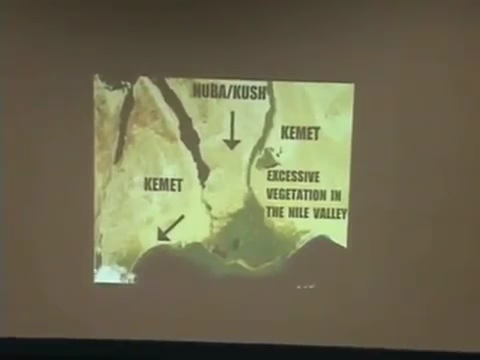 NUBA/KUSH
KEMET
KEMET
EXCESSIVE
VEGETATION IN
THE NILE VALLEY